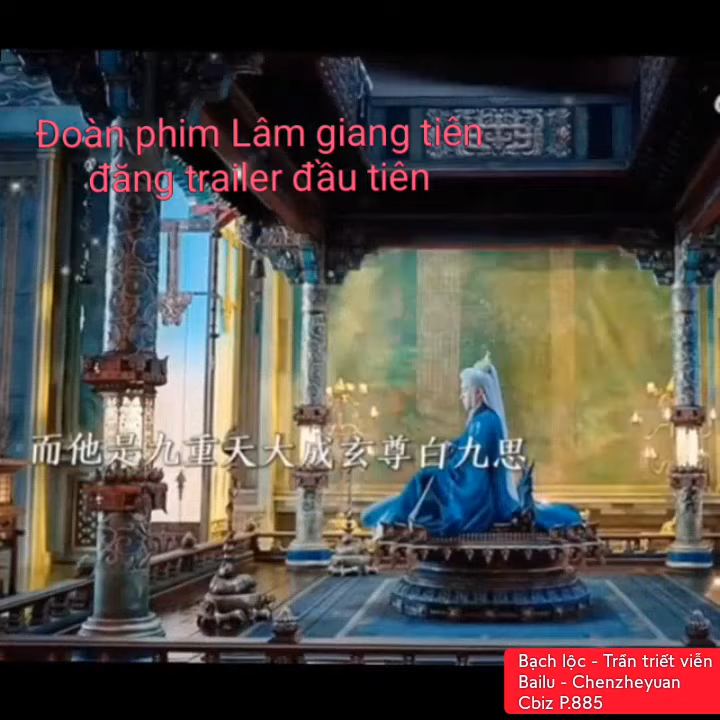 Đoàn phim Lâm giang tiên
đăng trailer đầu tiên
而他是九重天大成玄尊白九思
Bạch lộc - Trần triết viễn
Bailu - Chenzheyuan
Cbiz P.885